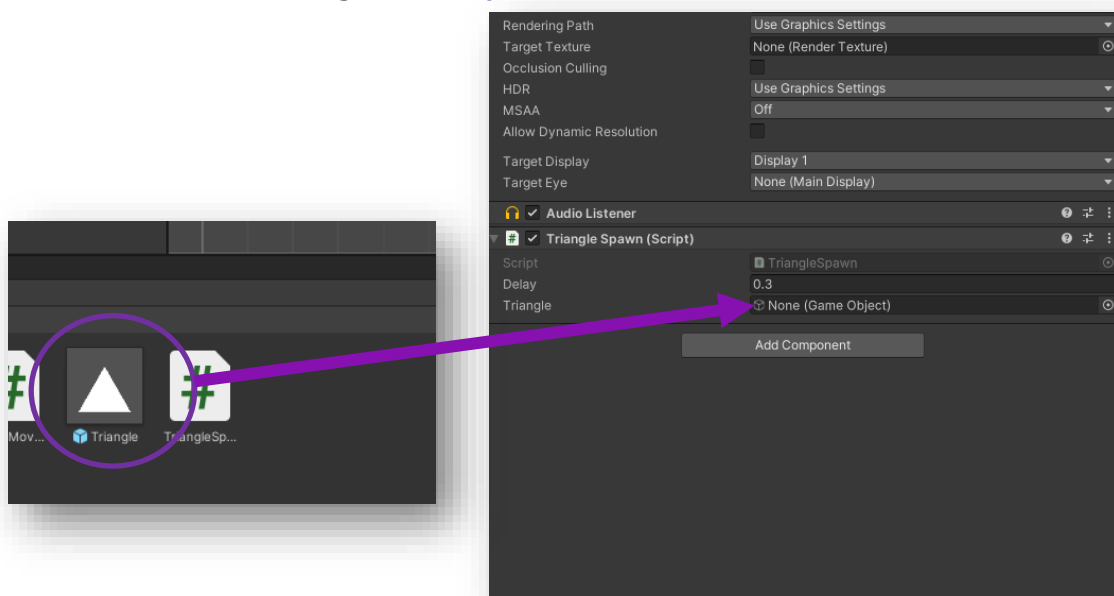 Rendering Path Use Graphics Settings
Target Texture None (Render Texture)
Occlusion Culling
HDR Use Graphics Settings
MSAA Off
Allow Dynamic Resolution
Target Display Display 1
Target Eye None (Main Display)
Audio Listener
# Triangle Spawn (Script)
Script TriangleSpawn
Delay 0.3
Triangle None (Game Object)
Add Component
# #
Mov... Triangle TriangleSp...